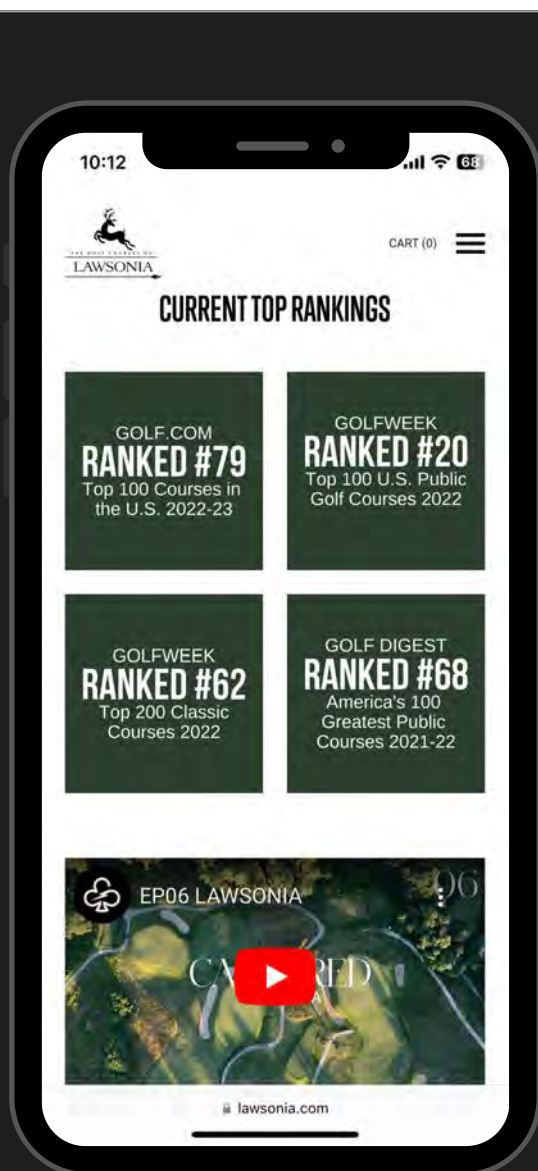 10:12
68
THE GOLF COURSES OF
LAWSONIA
CART (0)
CURRENT TOP RANKINGS
GOLF.COM
RANKED #79
Top 100 Courses in
the U.S. 2022-23
GOLFWEEK
RANKED #20
Top 100 U.S. Public
Golf Courses 2022
GOLFWEEK
RANKED #62
Top 200 Classic
Courses 2022
GOLF DIGEST
RANKED #68
America's 100
Greatest Public
Courses 2021-22
EP06 LAWSONIA
06
lawsonia.com